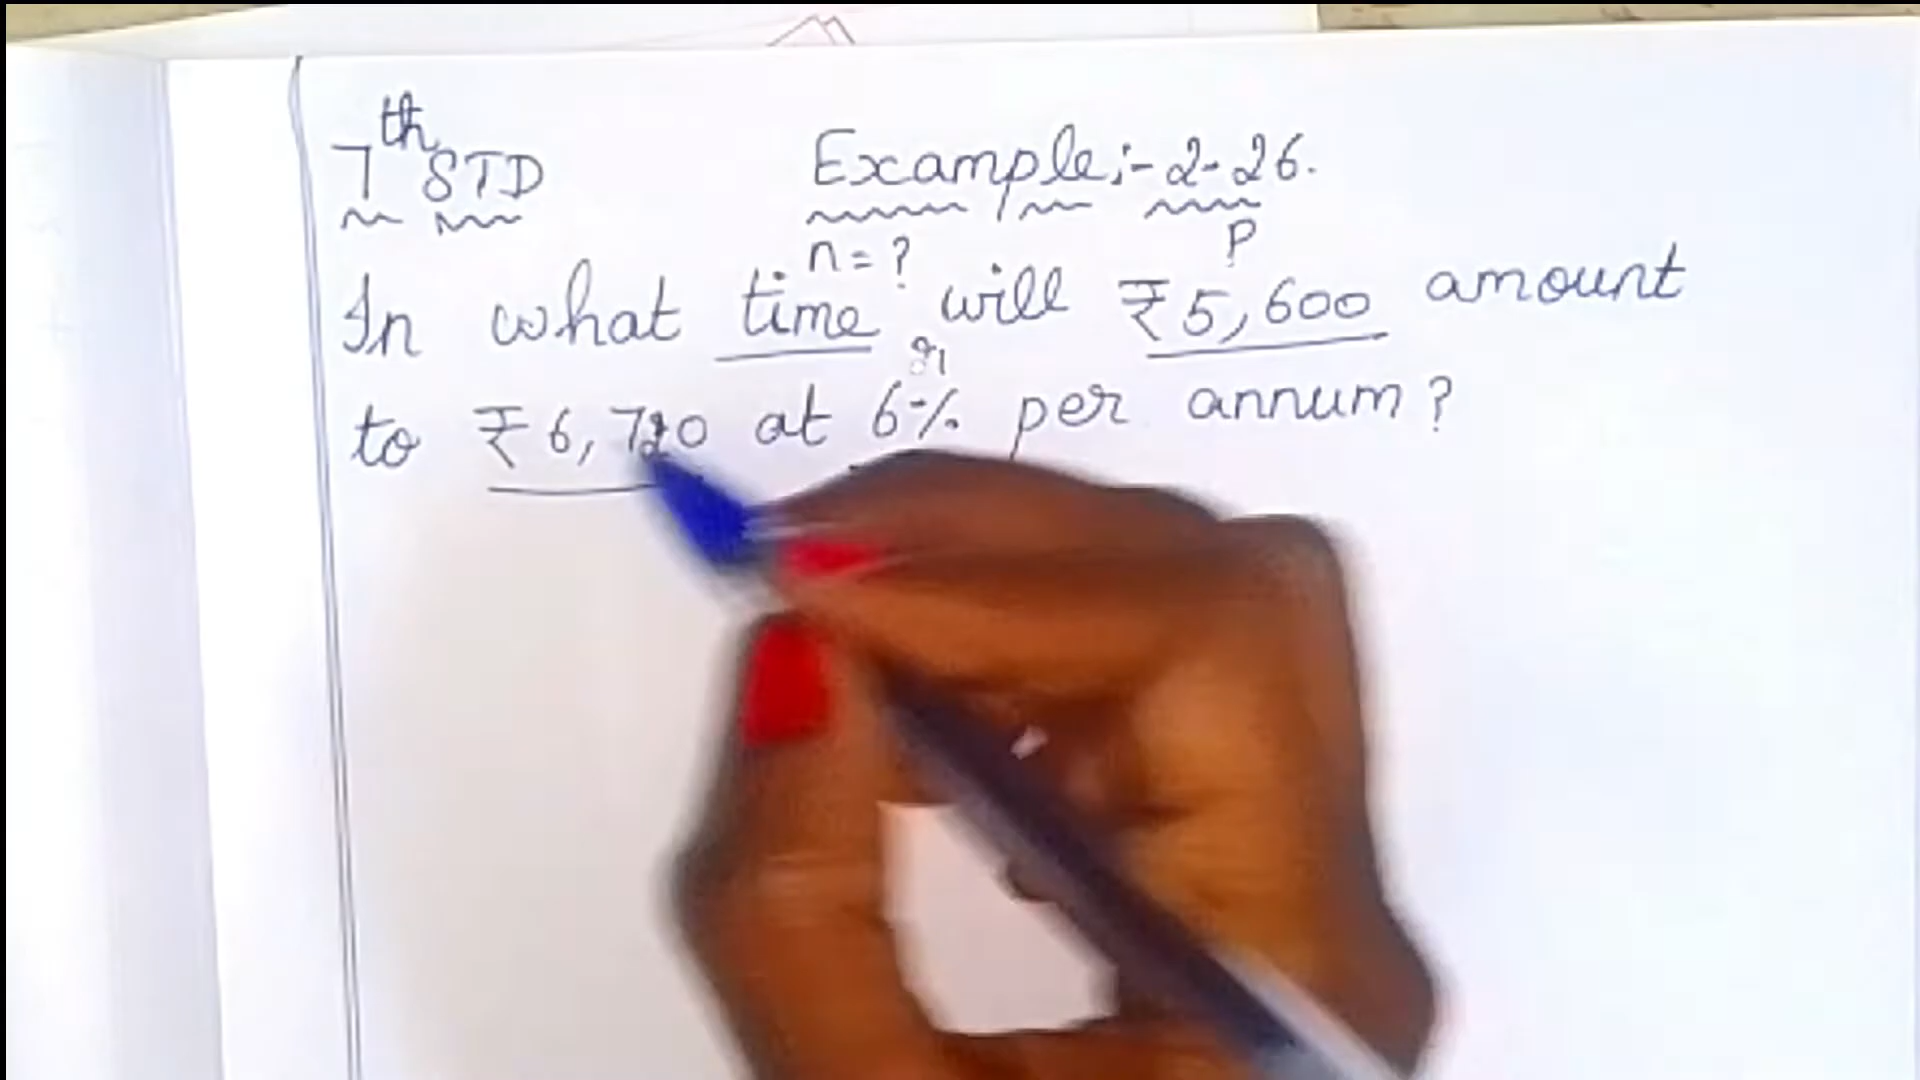 7th STD Example:- 2-26.
n = ? P
In what time will ₹5,600 amount
r
to ₹6,720 at 6% per annum?